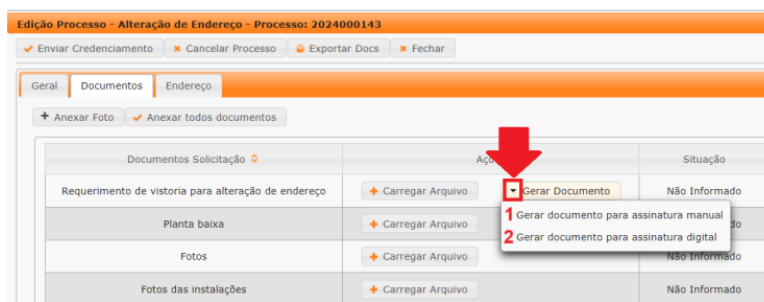 Edição Processo - Alteração de Endereço - Processo: 2024000143
Enviar Credenciamento Cancelar Processo Exportar Docs Fechar
Geral Documentos Endereço
Anexar Foto Anexar todos documentos
Documentos Solicitação Situação
Requerimento de vistoria para alteração de endereço Carregar Arquivo Gerar Documento Não Informado
1 Gerar documento para assinatura manual
Planta baixa Carregar Arquivo
2 Gerar documento para assinatura digital
Fotos Carregar Arquivo Não Informado
Fotos das instalações Carregar Arquivo Não Informado